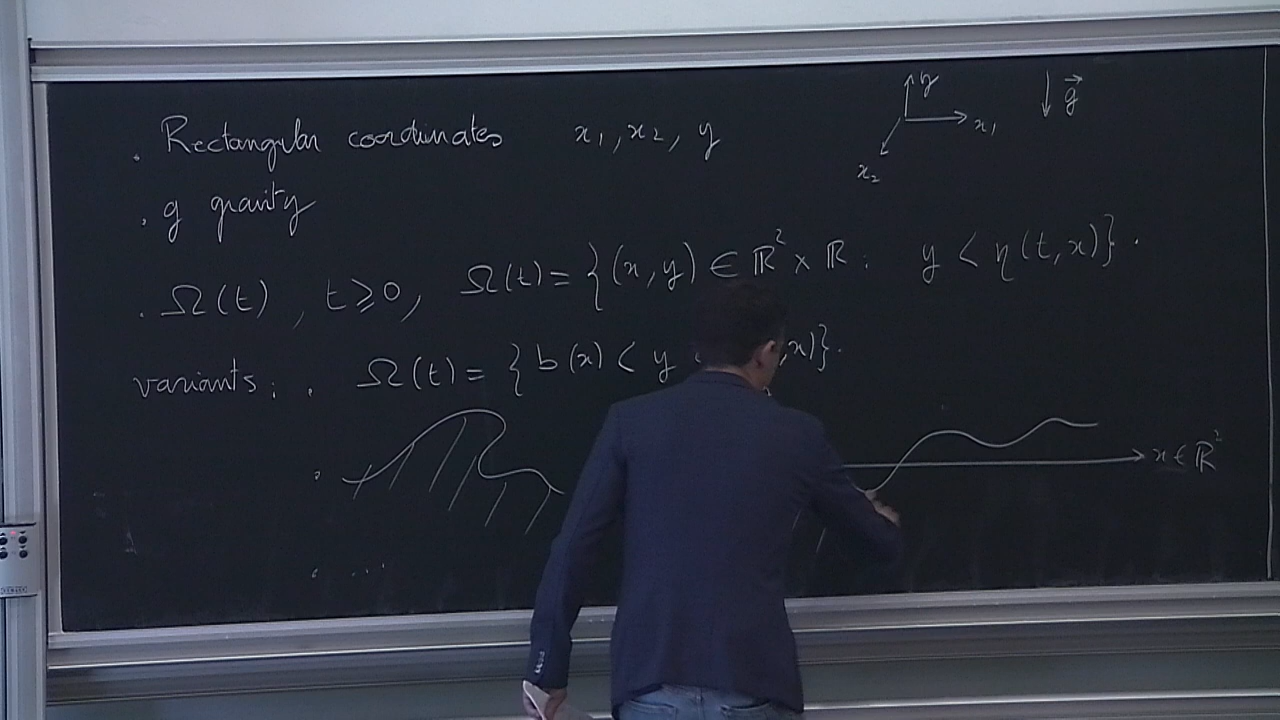 . Rectangular coordinates x₁, x₂, y
y
x₁
x₂
g⃗
. g gravity
. Ω(t), t ⩾ 0, Ω(t) = {(x, y) ∈ ℝ² × ℝ : y < η(t, x)}.
variants: . Ω(t) = {b(x) < y , x)}.
x ∈ ℝ²
. ....